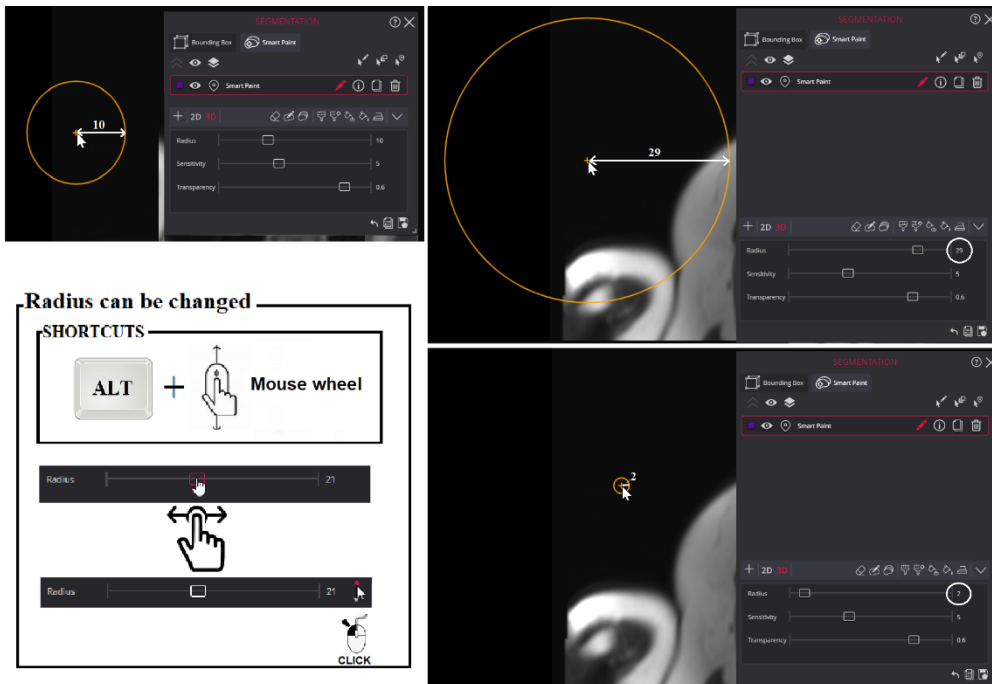 SEGMENTATION
Bounding Box
Smart Paint
Smart Paint
2D 3D
Radius
10
Sensitivity
5
Transparency
0.6
10
SEGMENTATION
Bounding Box
Smart Paint
Smart Paint
2D 3D
Radius
29
Sensitivity
5
Transparency
0.6
29
Radius can be changed
SHORTCUTS
ALT
+
Mouse wheel
Radius
21
Radius
21
CLICK
SEGMENTATION
Bounding Box
Smart Paint
Smart Paint
2D 3D
Radius
2
Sensitivity
5
Transparency
0.6
2